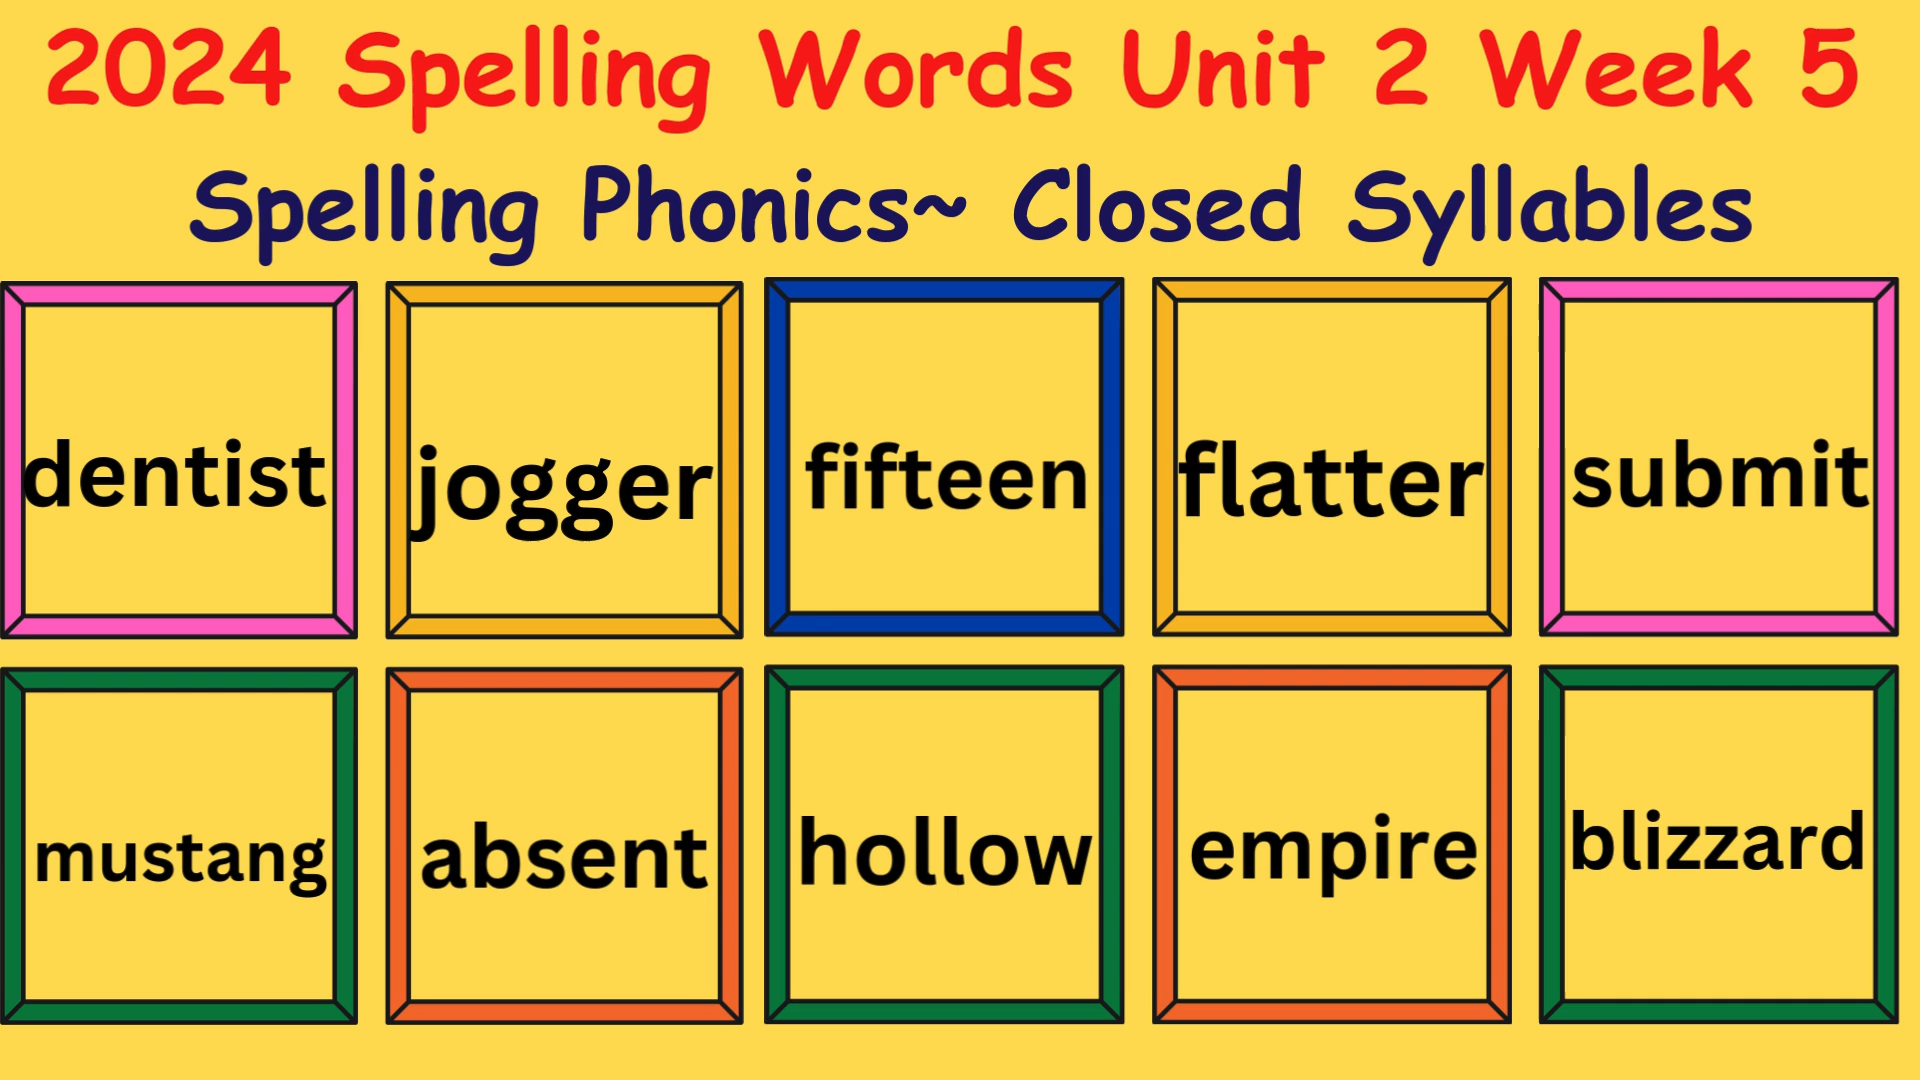 2024 Spelling Words Unit 2 Week 5
Spelling Phonics~ Closed Syllables
dentist jogger fifteen flatter submit
mustang absent hollow empire blizzard